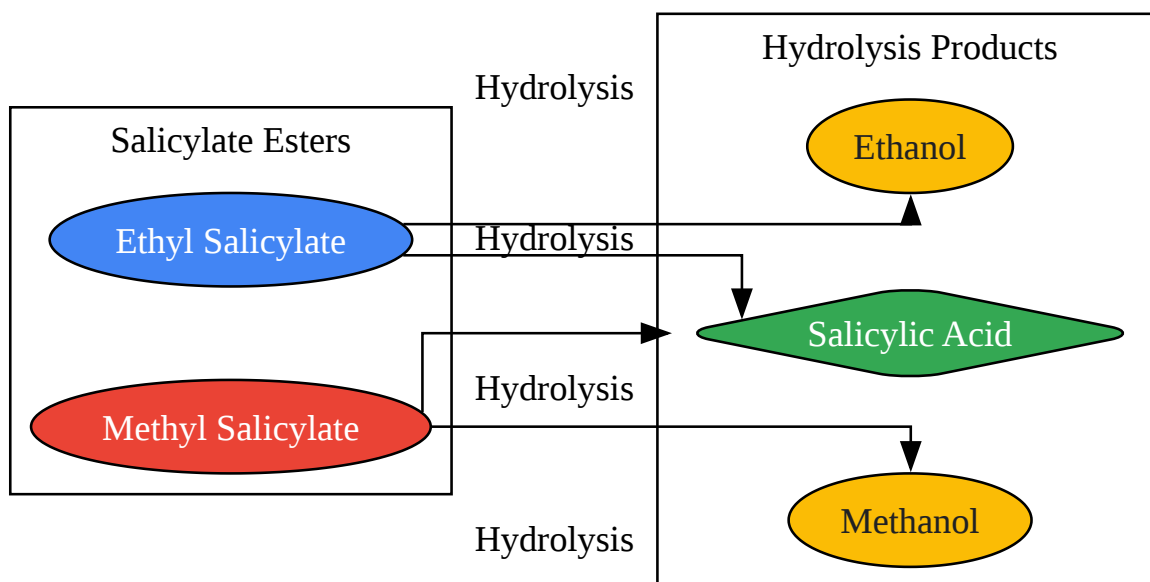 Hydrolysis Products
Hydrolysis
Salicylate Esters
Ethanol
Ethyl Salicylate
Hydrolysis
Salicylic Acid
Hydrolysis
Methyl Salicylate
Methanol
Hydrolysis